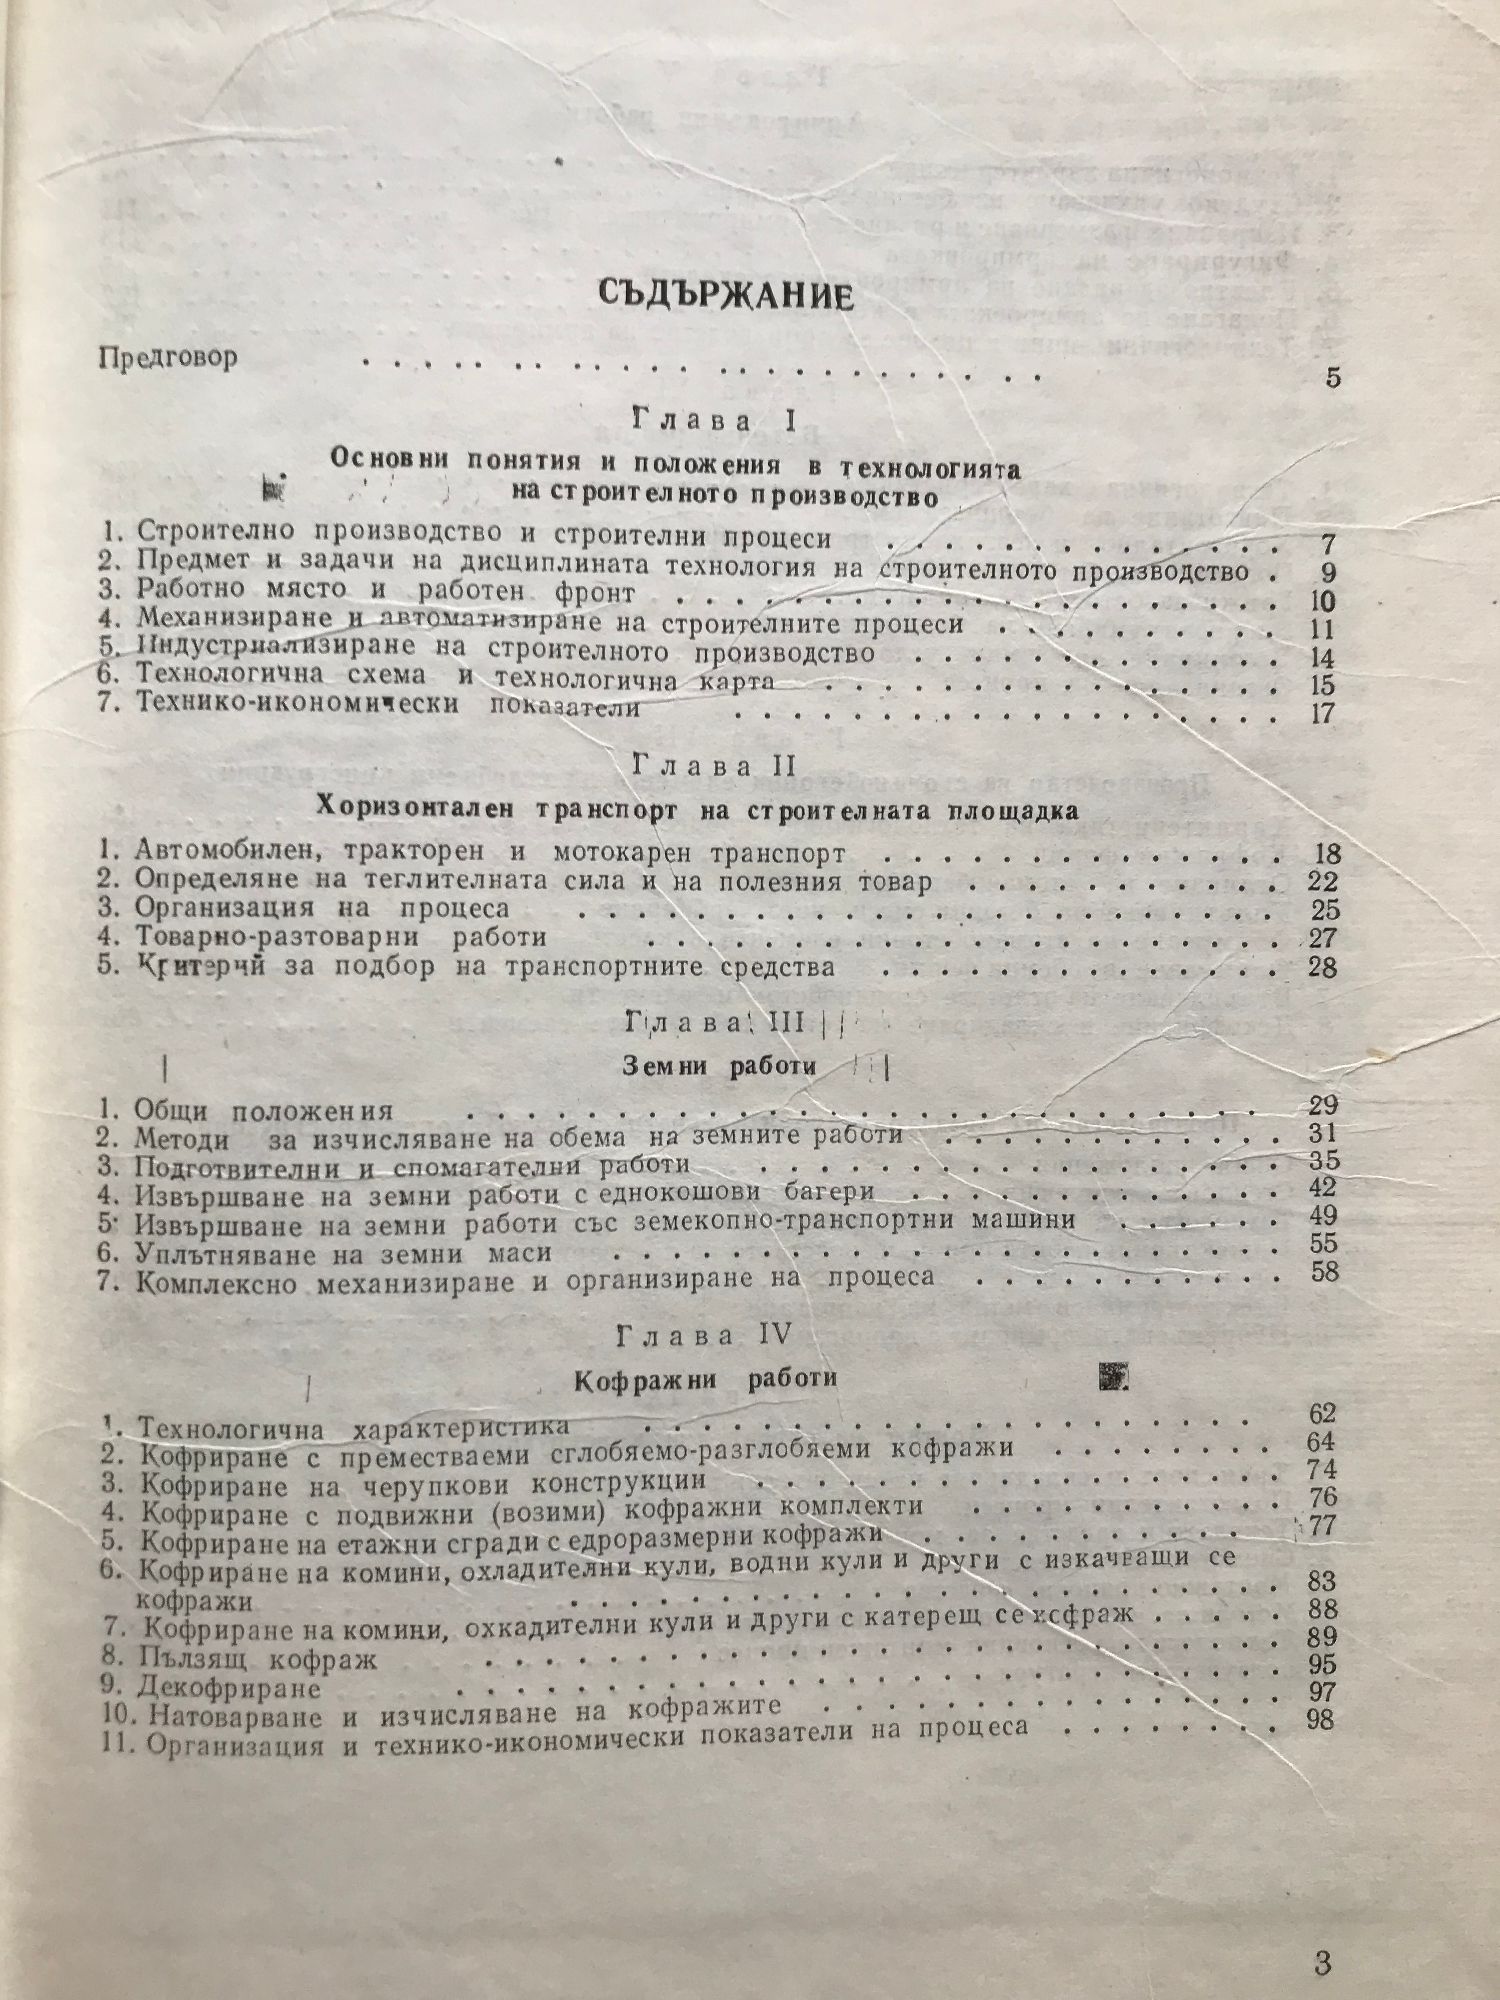 СЪДЪРЖАНИЕ
Предговор . . . . . . . . . . . . . . . . . . . . . . . . 5
Глава I
Основни понятия и положения в технологията
на строителното производство
1. Строително производство и строителни процеси . . . . . . . . . . . . . . 7
2. Предмет и задачи на дисциплината технология на строителното производство . 9
3. Работно място и работен фронт . . . . . . . . . . . . . . . . . . . . . 10
4. Механизиране и автоматизиране на строителните процеси . . . . . . . . . . 11
5. Индустриализиране на строителното производство . . . . . . . . . . . . . 14
6. Технологична схема и технологична карта . . . . . . . . . . . . . . . . 15
7. Технико-икономически показатели . . . . . . . . . . . . . . . . . . . 17
Глава II
Хоризонтален транспорт на строителната площадка
1. Автомобилен, тракторен и мотокарен транспорт . . . . . . . . . . . . . . 18
2. Определяне на теглителната сила и на полезния товар . . . . . . . . . . . 22
3. Организация на процеса . . . . . . . . . . . . . . . . . . . . . . . . 25
4. Товарно-разтоварни работи . . . . . . . . . . . . . . . . . . . . . . 27
5. Критерий за подбор на транспортните средства . . . . . . . . . . . . . . 28
Глава III
Земни работи
1. Общи положения . . . . . . . . . . . . . . . . . . . . . . . . . . . 29
2. Методи за изчисляване на обема на земните работи . . . . . . . . . . . . 31
3. Подготвителни и спомагателни работи . . . . . . . . . . . . . . . . . . 35
4. Извършване на земни работи с еднокошови багери . . . . . . . . . . . . . 42
5. Извършване на земни работи със земекопно-транспортни машини . . . . . . 49
6. Уплътняване на земни маси . . . . . . . . . . . . . . . . . . . . . . . 55
7. Комплексно механизиране и организиране на процеса . . . . . . . . . . . 58
Глава IV
Кофражни работи
1. Технологична характеристика . . . . . . . . . . . . . . . . . . . . . 62
2. Кофриране с преместваеми сглобяемо-разглобяеми кофражи . . . . . . . . 64
3. Кофриране на черупкови конструкции . . . . . . . . . . . . . . . . . . 74
4. Кофриране с подвижни (возими) кофражни комплекти . . . . . . . . . . . 76
5. Кофриране на етажни сгради с едроразмерни кофражи . . . . . . . . . . . 77
6. Кофриране на комини, охладителни кули, водни кули и други с изкачващи се
кофражи . . . . . . . . . . . . . . . . . . . . . . . . 83
7. Кофриране на комини, охкадителни кули и други с катерещ се кофраж . . . . . 88
8. Пълзящ кофраж . . . . . . . . . . . . . . . . . . . . . . . . . . . 89
9. Декофриране . . . . . . . . . . . . . . . . . . . . . . . . . . . . 95
10. Натоварване и изчисляване на кофражите . . . . . . . . . . . . . . . . 97
11. Организация и технико-икономически показатели на процеса . . . . . . . . 98
3